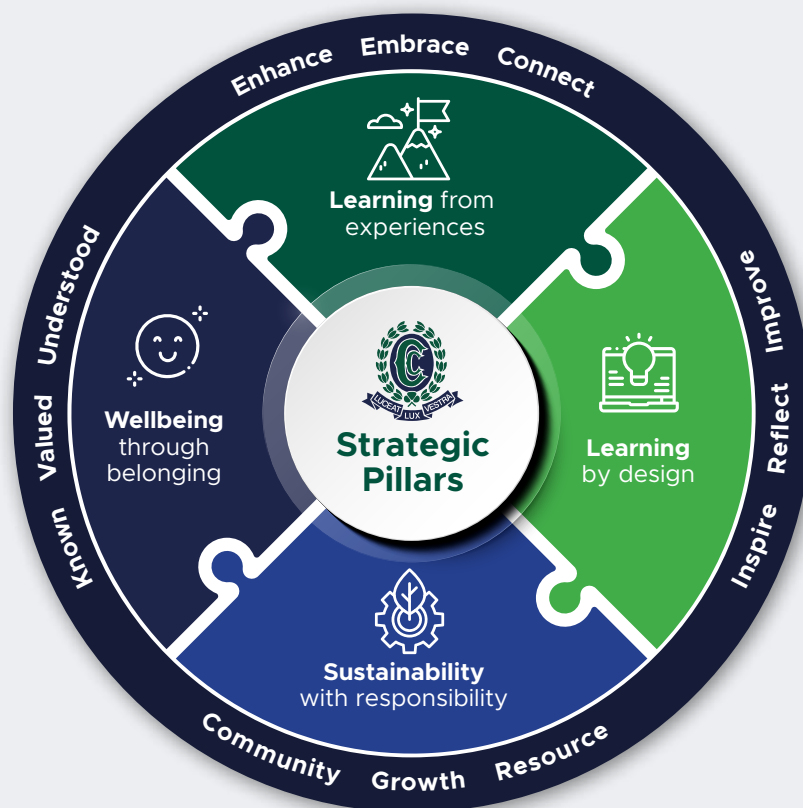 Enhance Embrace Connect
Learning from
experiences
Understood
Valued
Known
Wellbeing
through
belonging
C
LUCEAT LUX VESTRA
Strategic
Pillars
Learning
by design
Improve
Reflect
Inspire
Sustainability
with responsibility
Community Growth Resource